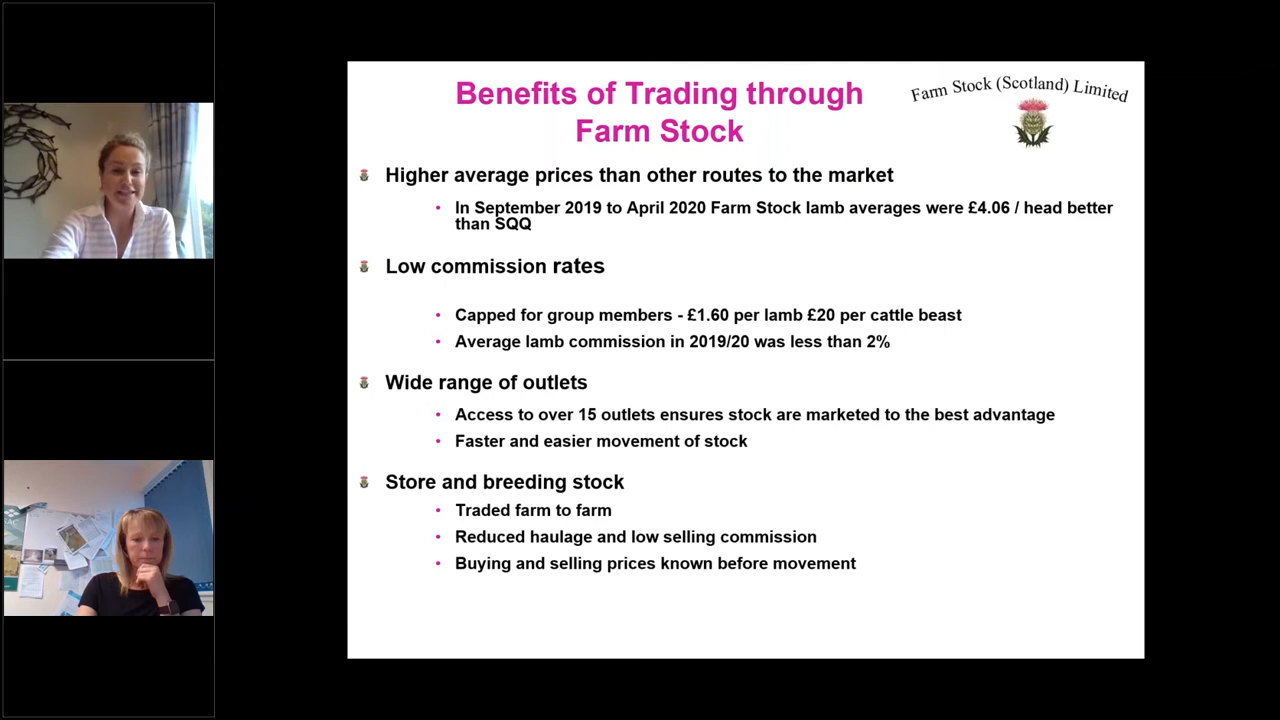 Benefits of Trading through
Farm Stock
Farm Stock (Scotland) Limited
Higher average prices than other routes to the market
• In September 2019 to April 2020 Farm Stock lamb averages were £4.06 / head better
than SQQ
Low commission rates
• Capped for group members - £1.60 per lamb £20 per cattle beast
• Average lamb commission in 2019/20 was less than 2%
Wide range of outlets
• Access to over 15 outlets ensures stock are marketed to the best advantage
• Faster and easier movement of stock
Store and breeding stock
• Traded farm to farm
• Reduced haulage and low selling commission
• Buying and selling prices known before movement